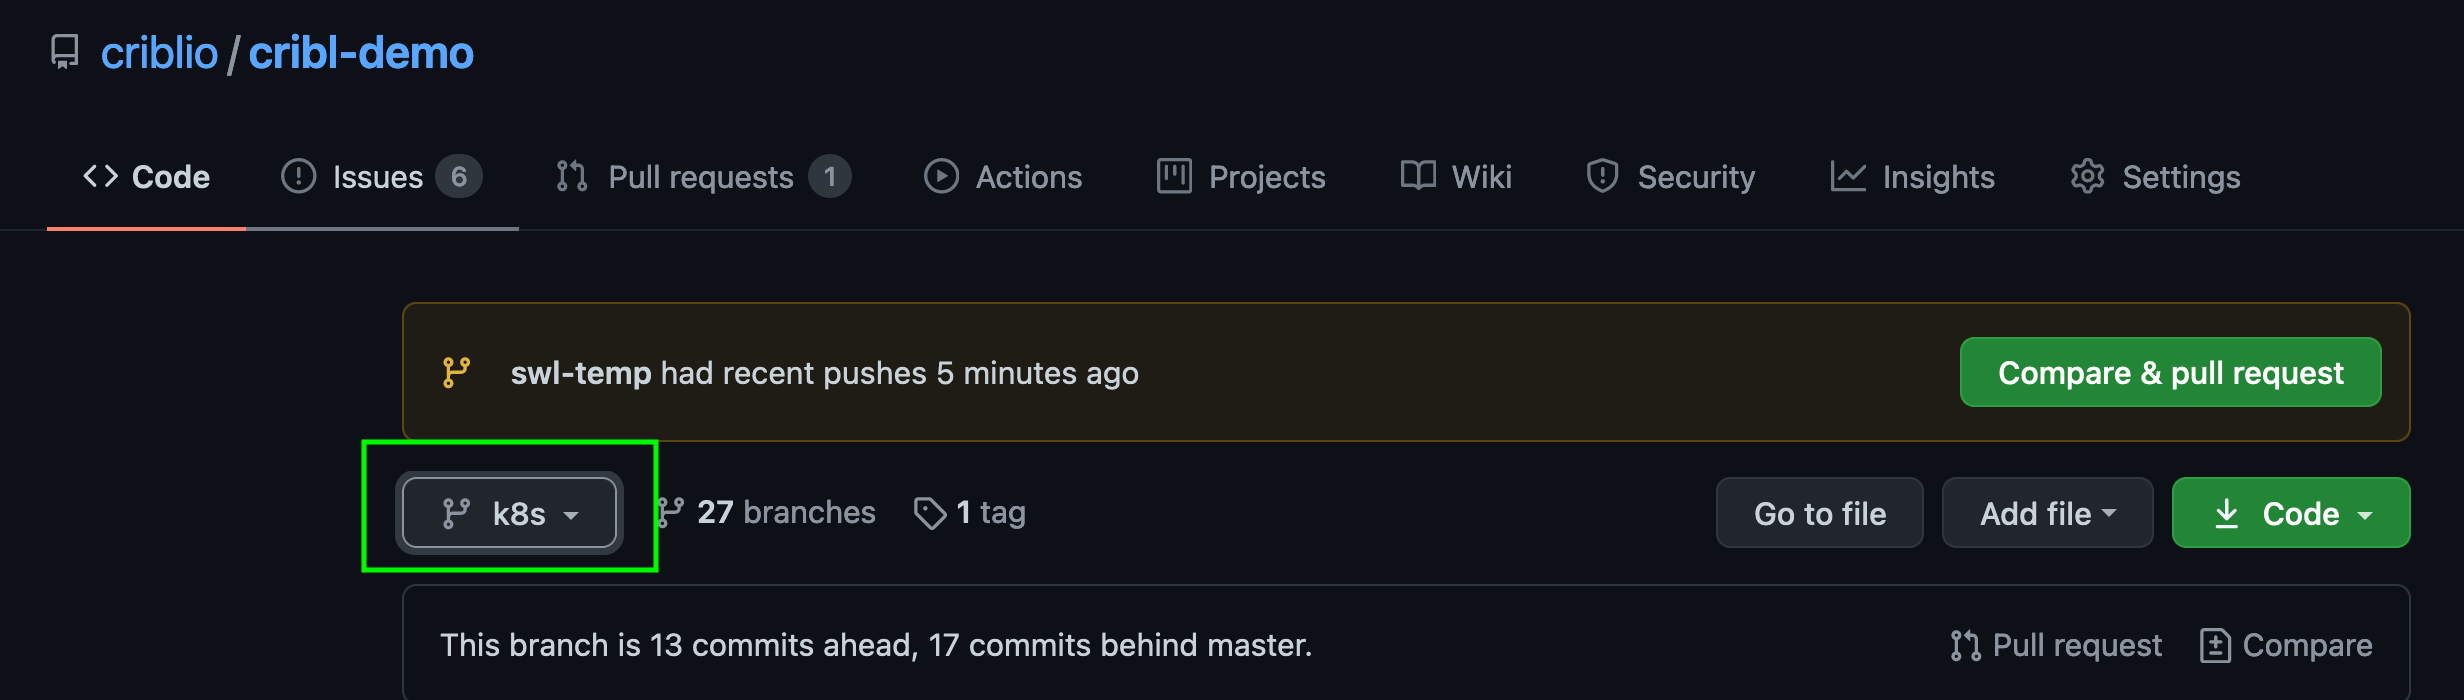 criblio / cribl-demo
Code Issues 6 Pull requests 1 Actions Projects Wiki Security Insights Settings
swl-temp had recent pushes 5 minutes ago Compare & pull request
k8s 27 branches 1 tag Go to file Add file Code
This branch is 13 commits ahead, 17 commits behind master. Pull request Compare